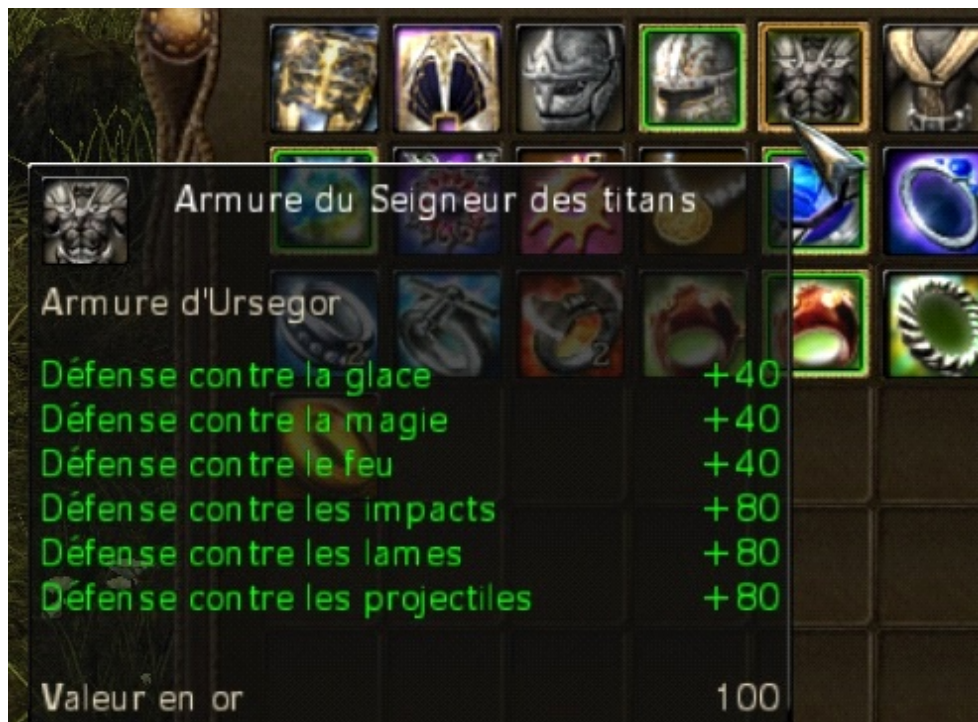 Armure du Seigneur des titans
Armure d'Ursegor
Défense contre la glace +40
Défense contre la magie +40
Défense contre le feu +40
Défense contre les impacts +80
Défense contre les lames +80
Défense contre les projectiles +80
Valeur en or 100
2
2